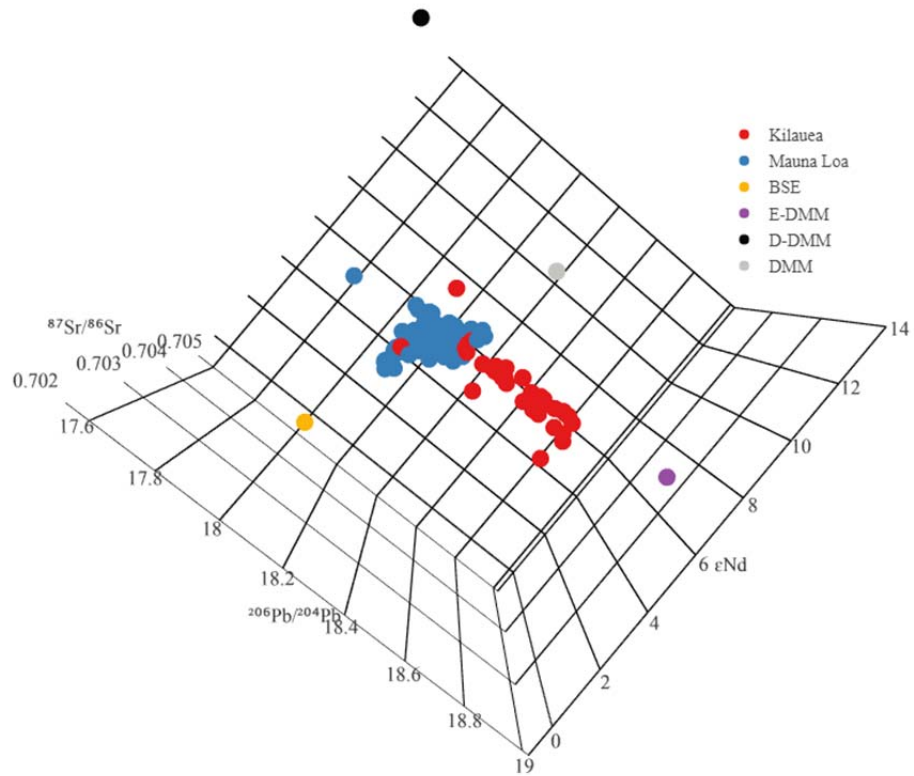 Kilauea
Mauna Loa
BSE
E-DMM
D-DMM
DMM
⁸⁷Sr/⁸⁶Sr
0.705
0.704
0.703
0.702
17.6
17.8
18
18.2
²⁰⁶Pb/²⁰⁴Pb
18.4
18.6
18.8
19
0
2
4
6 εNd
8
10
12
14